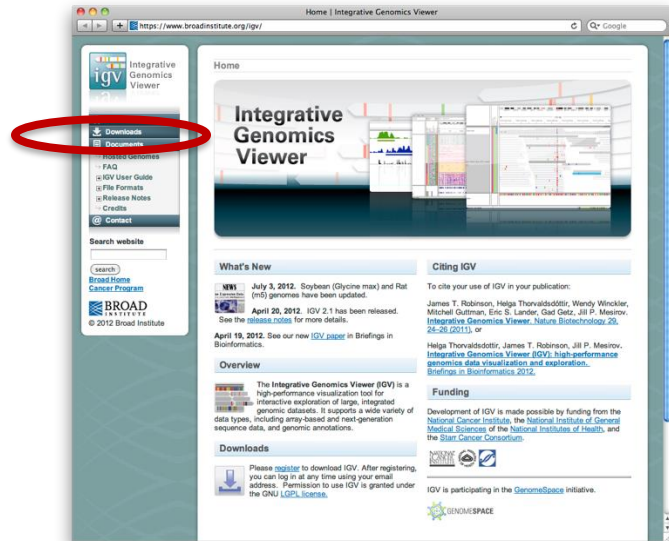 Home | Integrative Genomics Viewer
https://www.broadinstitute.org/igv/
Google
igv
Integrative
Genomics
Viewer
Downloads
Documents
Hosted Genomes
FAQ
IGV User Guide
File Formats
Release Notes
Credits
@ Contact
Search website
search
Broad Home
Cancer Program
BROAD
INSTITUTE
© 2012 Broad Institute
Home
Integrative
Genomics
Viewer
What's New
NEWS
July 3, 2012. Soybean (Glycine max) and Rat
(m5) genomes have been updated.
April 20, 2012. IGV 2.1 has been released.
See the release notes for more details.
April 19, 2012. See our new IGV paper in Briefings in
Bioinformatics.
Overview
The Integrative Genomics Viewer (IGV) is a
high-performance visualization tool for
interactive exploration of large, integrated
genomic datasets. It supports a wide variety of
data types, including array-based and next-generation
sequence data, and genomic annotations.
Downloads
Please register to download IGV. After registering,
you can log in at any time using your email
address. Permission to use IGV is granted under
the GNU LGPL license.
Citing IGV
To cite your use of IGV in your publication:
James T. Robinson, Helga Thorvaldsdóttir, Wendy Winckler,
Mitchell Guttman, Eric S. Lander, Gad Getz, Jill P. Mesirov.
Integrative Genomics Viewer. Nature Biotechnology 29,
24–26 (2011), or
Helga Thorvaldsdottir, James T. Robinson, Jill P. Mesirov.
Integrative Genomics Viewer (IGV): high-performance
genomics data visualization and exploration.
Briefings in Bioinformatics 2012.
Funding
Development of IGV is made possible by funding from the
National Cancer Institute, the National Institute of General
Medical Sciences of the National Institutes of Health, and
the Starr Cancer Consortium.
NATIONAL
CANCER
INSTITUTE
IGV is participating in the GenomeSpace initiative.
GENOMESPACE